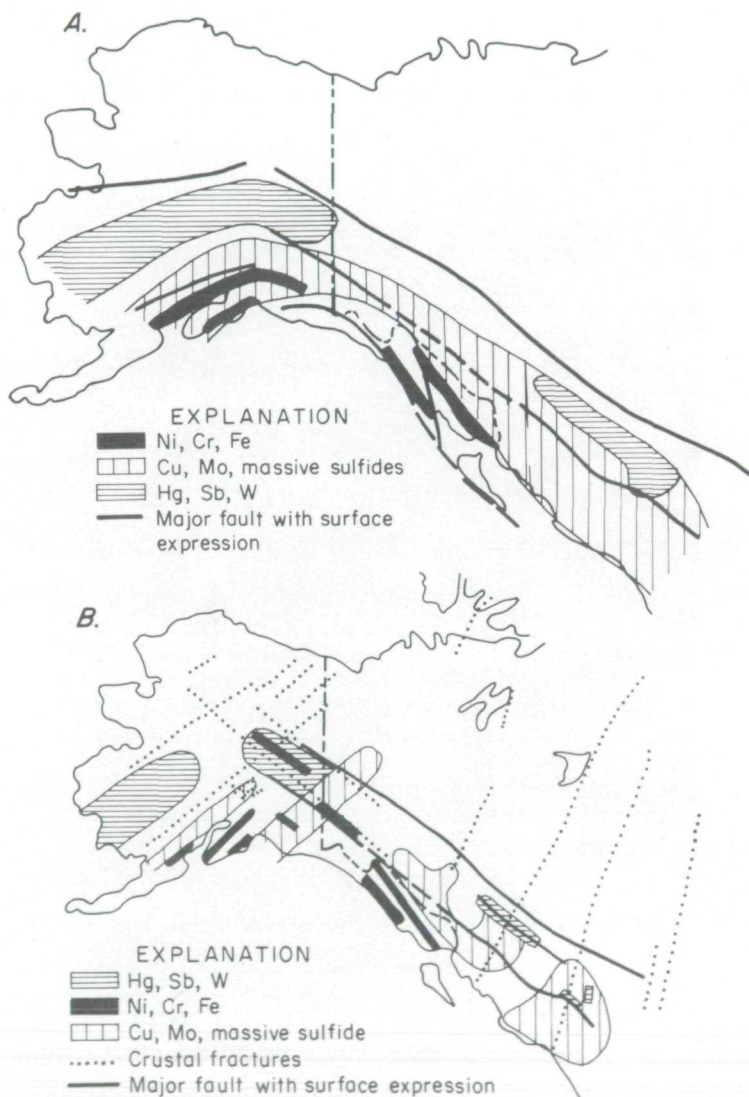 A.
EXPLANATION
Ni, Cr, Fe
Cu, Mo, massive sulfides
Hg, Sb, W
Major fault with surface
expression
B.
EXPLANATION
Hg, Sb, W
Ni, Cr, Fe
Cu, Mo, massive sulfide
Crustal fractures
Major fault with surface expression